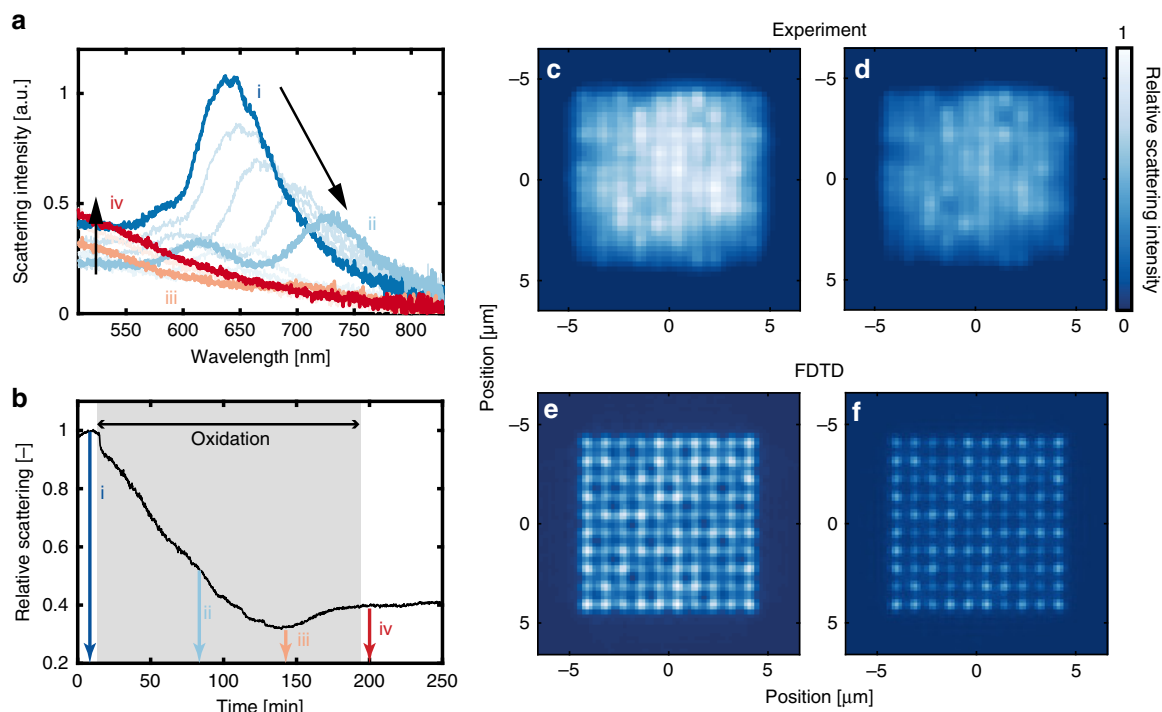 a
Scattering intensity [a.u.]
1
0.5
0
i
ii
iii
iv
550
600
650
700
750
800
Wavelength [nm]
b
Relative scattering [–]
1
0.8
0.6
0.4
0.2
Oxidation
i
ii
iii
iv
0
50
100
150
200
250
Time [min]
Experiment
c
d
–5
0
5
–5
0
5
–5
0
5
1
0
Relative scattering intensity
Position [µm]
FDTD
e
f
–5
0
5
–5
0
5
–5
0
5
Position [µm]